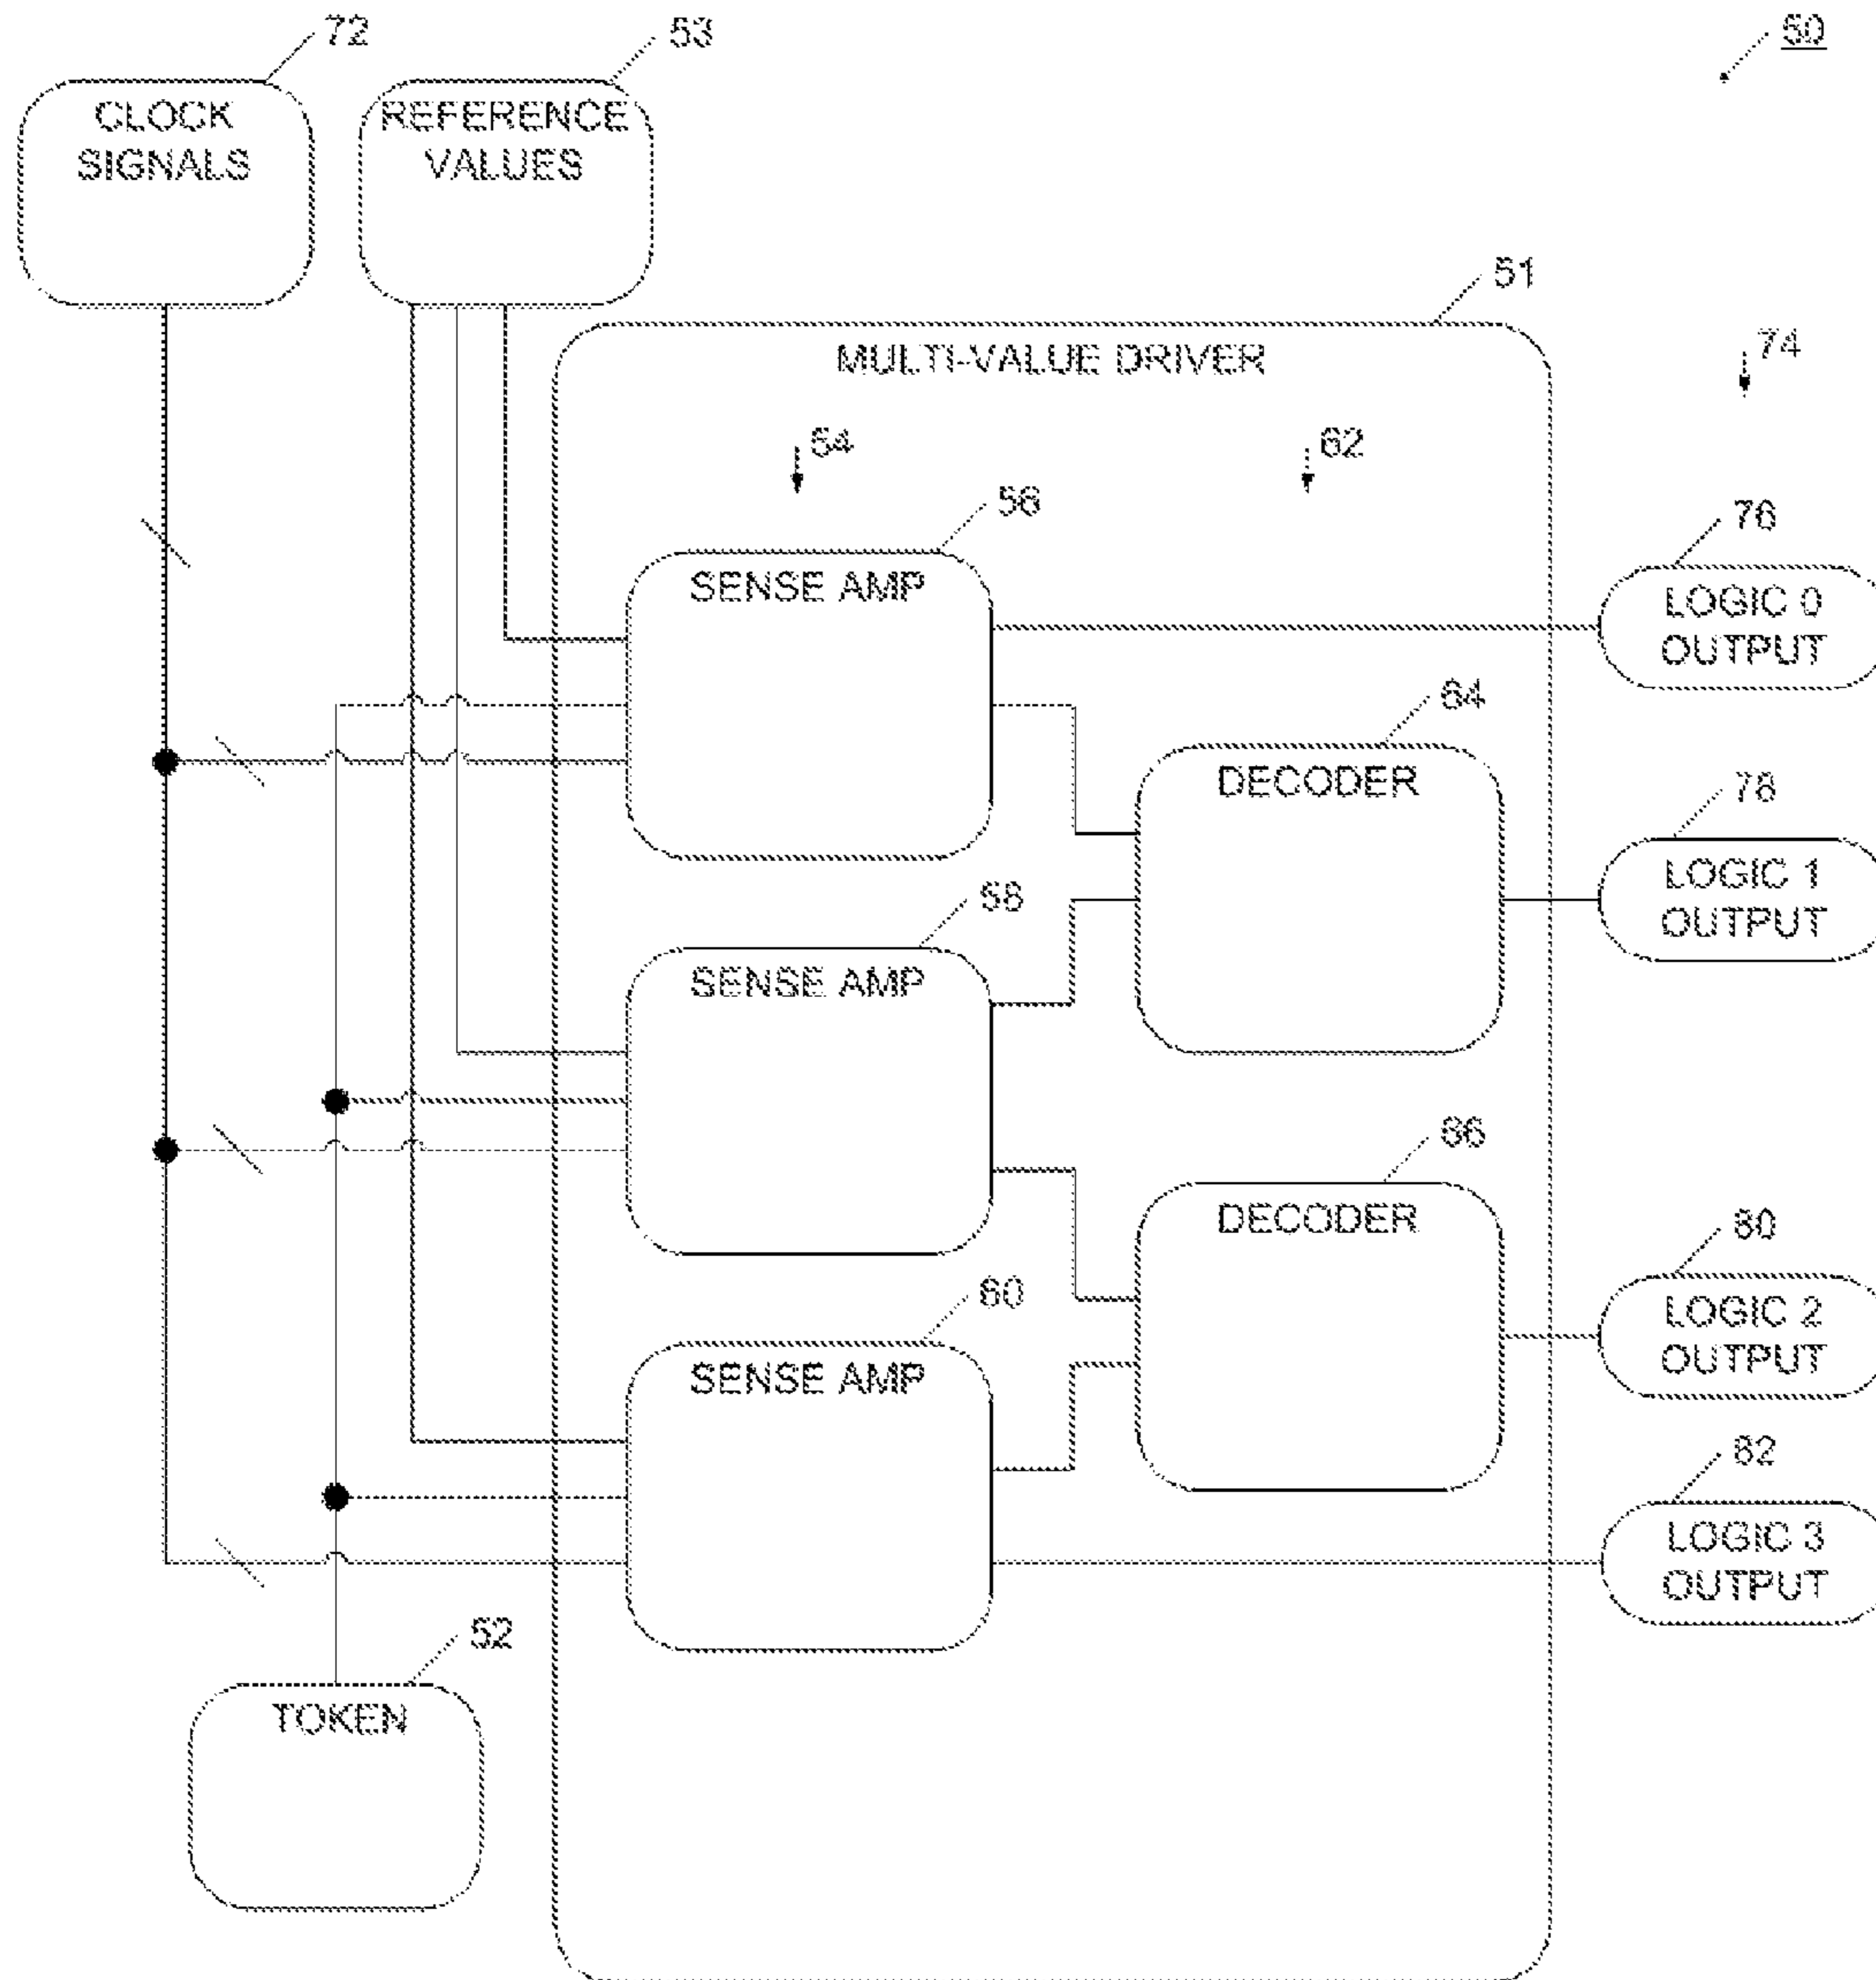 72
53
50
CLOCK
SIGNALS
REFERENCE
VALUES
51
MULTI-VALUE DRIVER
74
54
62
56
76
SENSE AMP
LOGIC 0
OUTPUT
64
DECODER
78
LOGIC 1
OUTPUT
58
SENSE AMP
66
DECODER
80
LOGIC 2
OUTPUT
60
SENSE AMP
82
LOGIC 3
OUTPUT
52
TOKEN